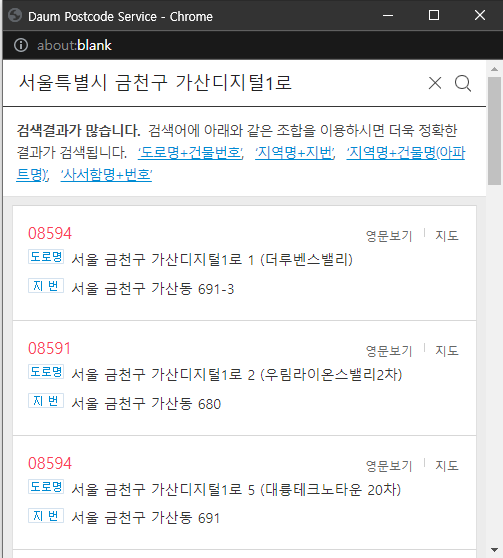 Daum Postcode Service - Chrome
about:blank
서울특별시 금천구 가산디지털1로
검색결과가 많습니다. 검색어에 아래와 같은 조합을 이용하시면 더욱 정확한
결과가 검색됩니다. '도로명+건물번호', '지역명+지번', '지역명+건물명(아파
트명)', '사서함명+번호'
08594 영문보기 지도
도로명 서울 금천구 가산디지털1로 1 (더루벤스밸리)
지 번 서울 금천구 가산동 691-3
08591 영문보기 지도
도로명 서울 금천구 가산디지털1로 2 (우림라이온스밸리2차)
지 번 서울 금천구 가산동 680
08594 영문보기 지도
도로명 서울 금천구 가산디지털1로 5 (대륭테크노타운 20차)
지 번 서울 금천구 가산동 691